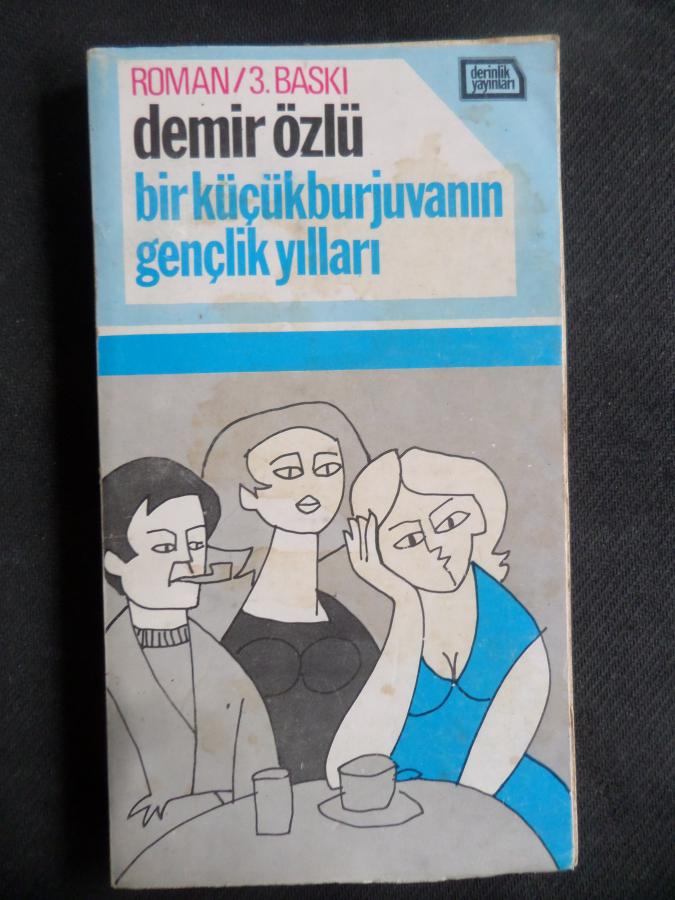 ROMAN/3. BASKI
derinlik
yayınları
demir özlü
bir küçükburjuvanın
gençlik yılları